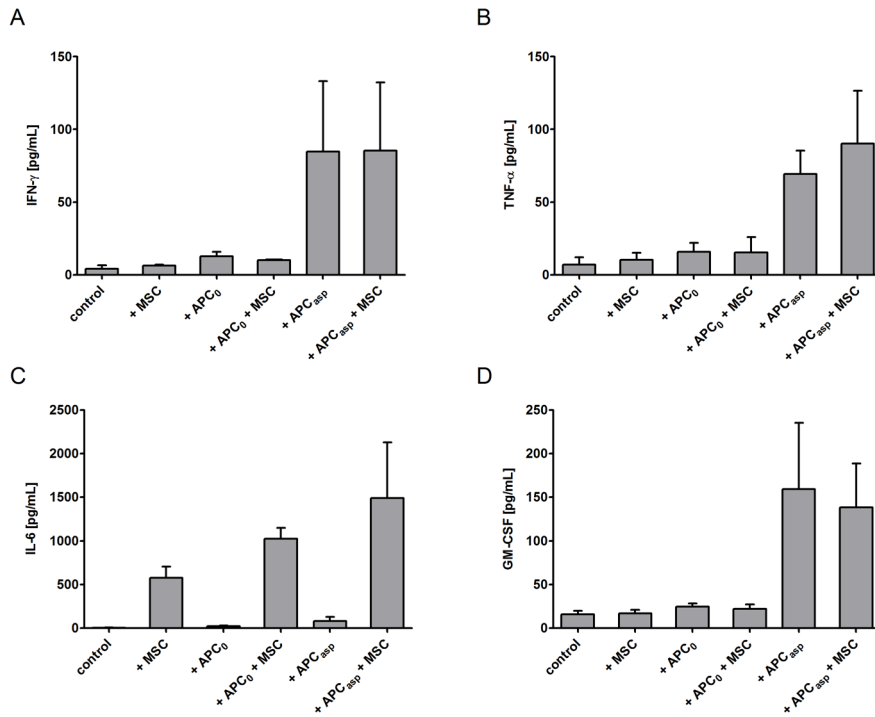 A
IFN-γ [pg/mL]
150
100
50
0
control
+ MSC
+ APC₀
+ APC₀ + MSC
+ APCasp
+ APCasp + MSC
B
TNF-α [pg/mL]
150
100
50
0
control
+ MSC
+ APC₀
+ APC₀ + MSC
+ APCasp
+ APCasp + MSC
C
IL-6 [pg/mL]
2500
2000
1500
1000
500
0
control
+ MSC
+ APC₀
+ APC₀ + MSC
+ APCasp
+ APCasp + MSC
D
GM-CSF [pg/mL]
250
200
150
100
50
0
control
+ MSC
+ APC₀
+ APC₀ + MSC
+ APCasp
+ APCasp + MSC